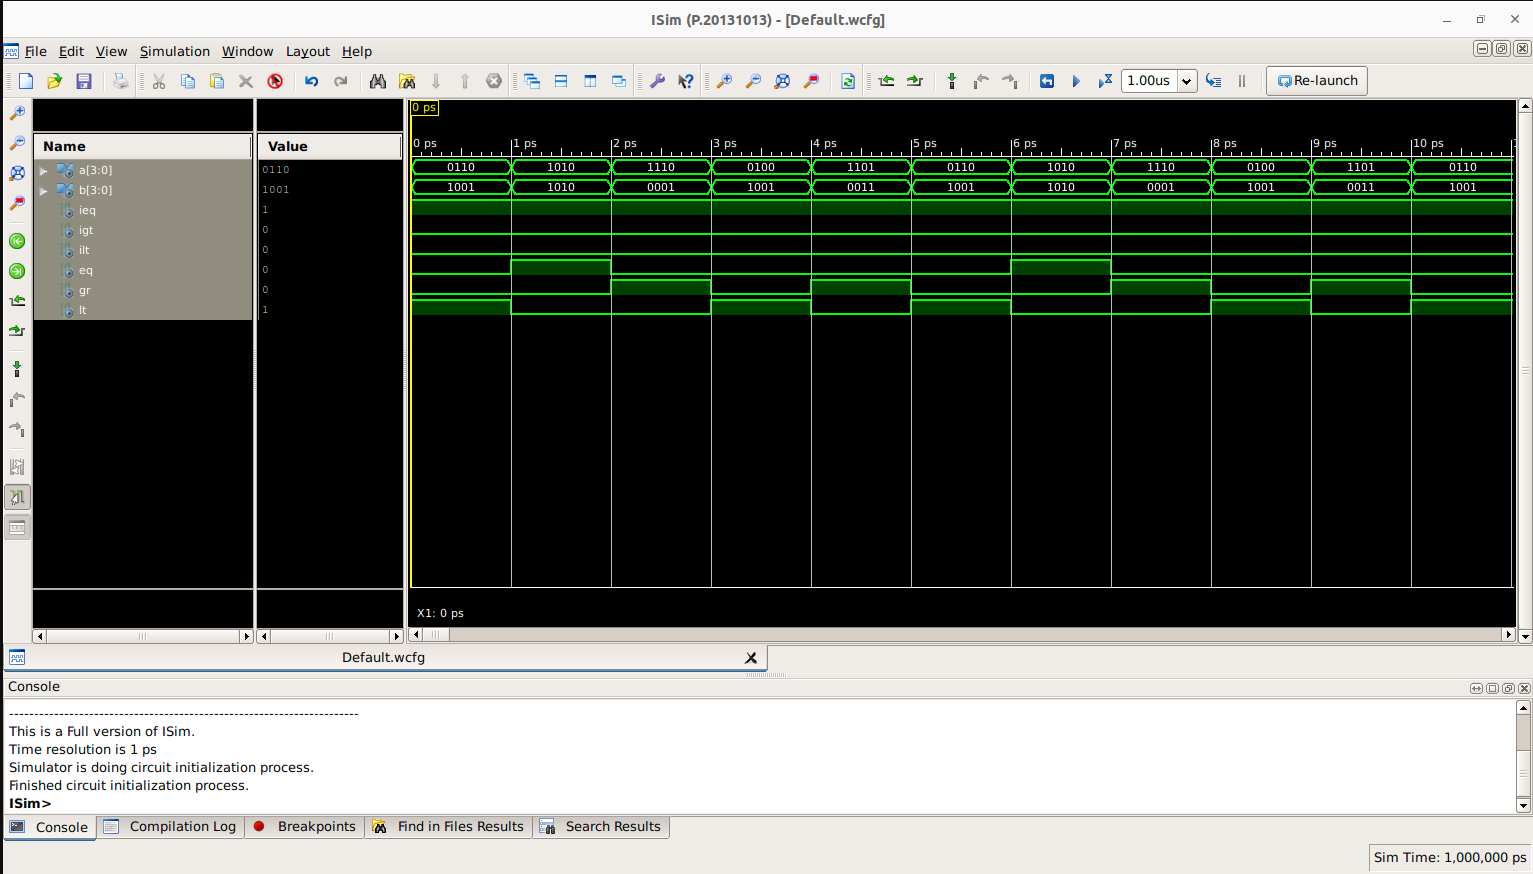 ISim (P.20131013) - [Default.wcfg]
File Edit View Simulation Window Layout Help
1.00us Re-launch
0 ps
Name Value
0 ps 1 ps 2 ps 3 ps 4 ps 5 ps 6 ps 7 ps 8 ps 9 ps 10 ps
a[3:0] 0110 0110 1010 1110 0100 1101 0110 1010 1110 0100 1101 0110
b[3:0] 1001 1001 1010 0001 1001 0011 1001 1010 0001 1001 0011 1001
ieq 1
igt 0
ilt 0
eq 0
gr 0
lt 1
X1: 0 ps
Default.wcfg
Console
----------------------------------------------------------------------
This is a Full version of ISim.
Time resolution is 1 ps
Simulator is doing circuit initialization process.
Finished circuit initialization process.
ISim>
Console Compilation Log Breakpoints Find in Files Results Search Results
Sim Time: 1,000,000 ps